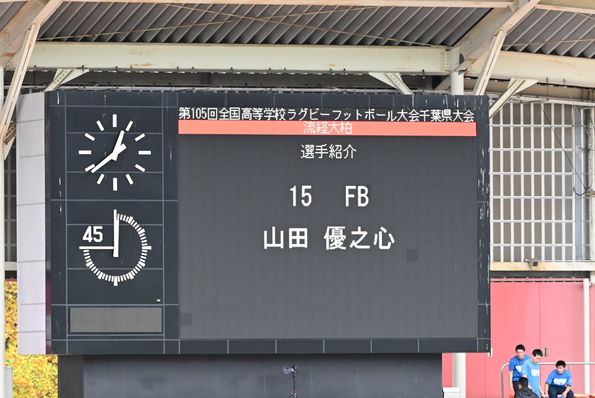 第105回全国高等学校ラグビーフットボール大会千葉県大会
流経大柏
選手紹介
15 FB
山田 優之心
45